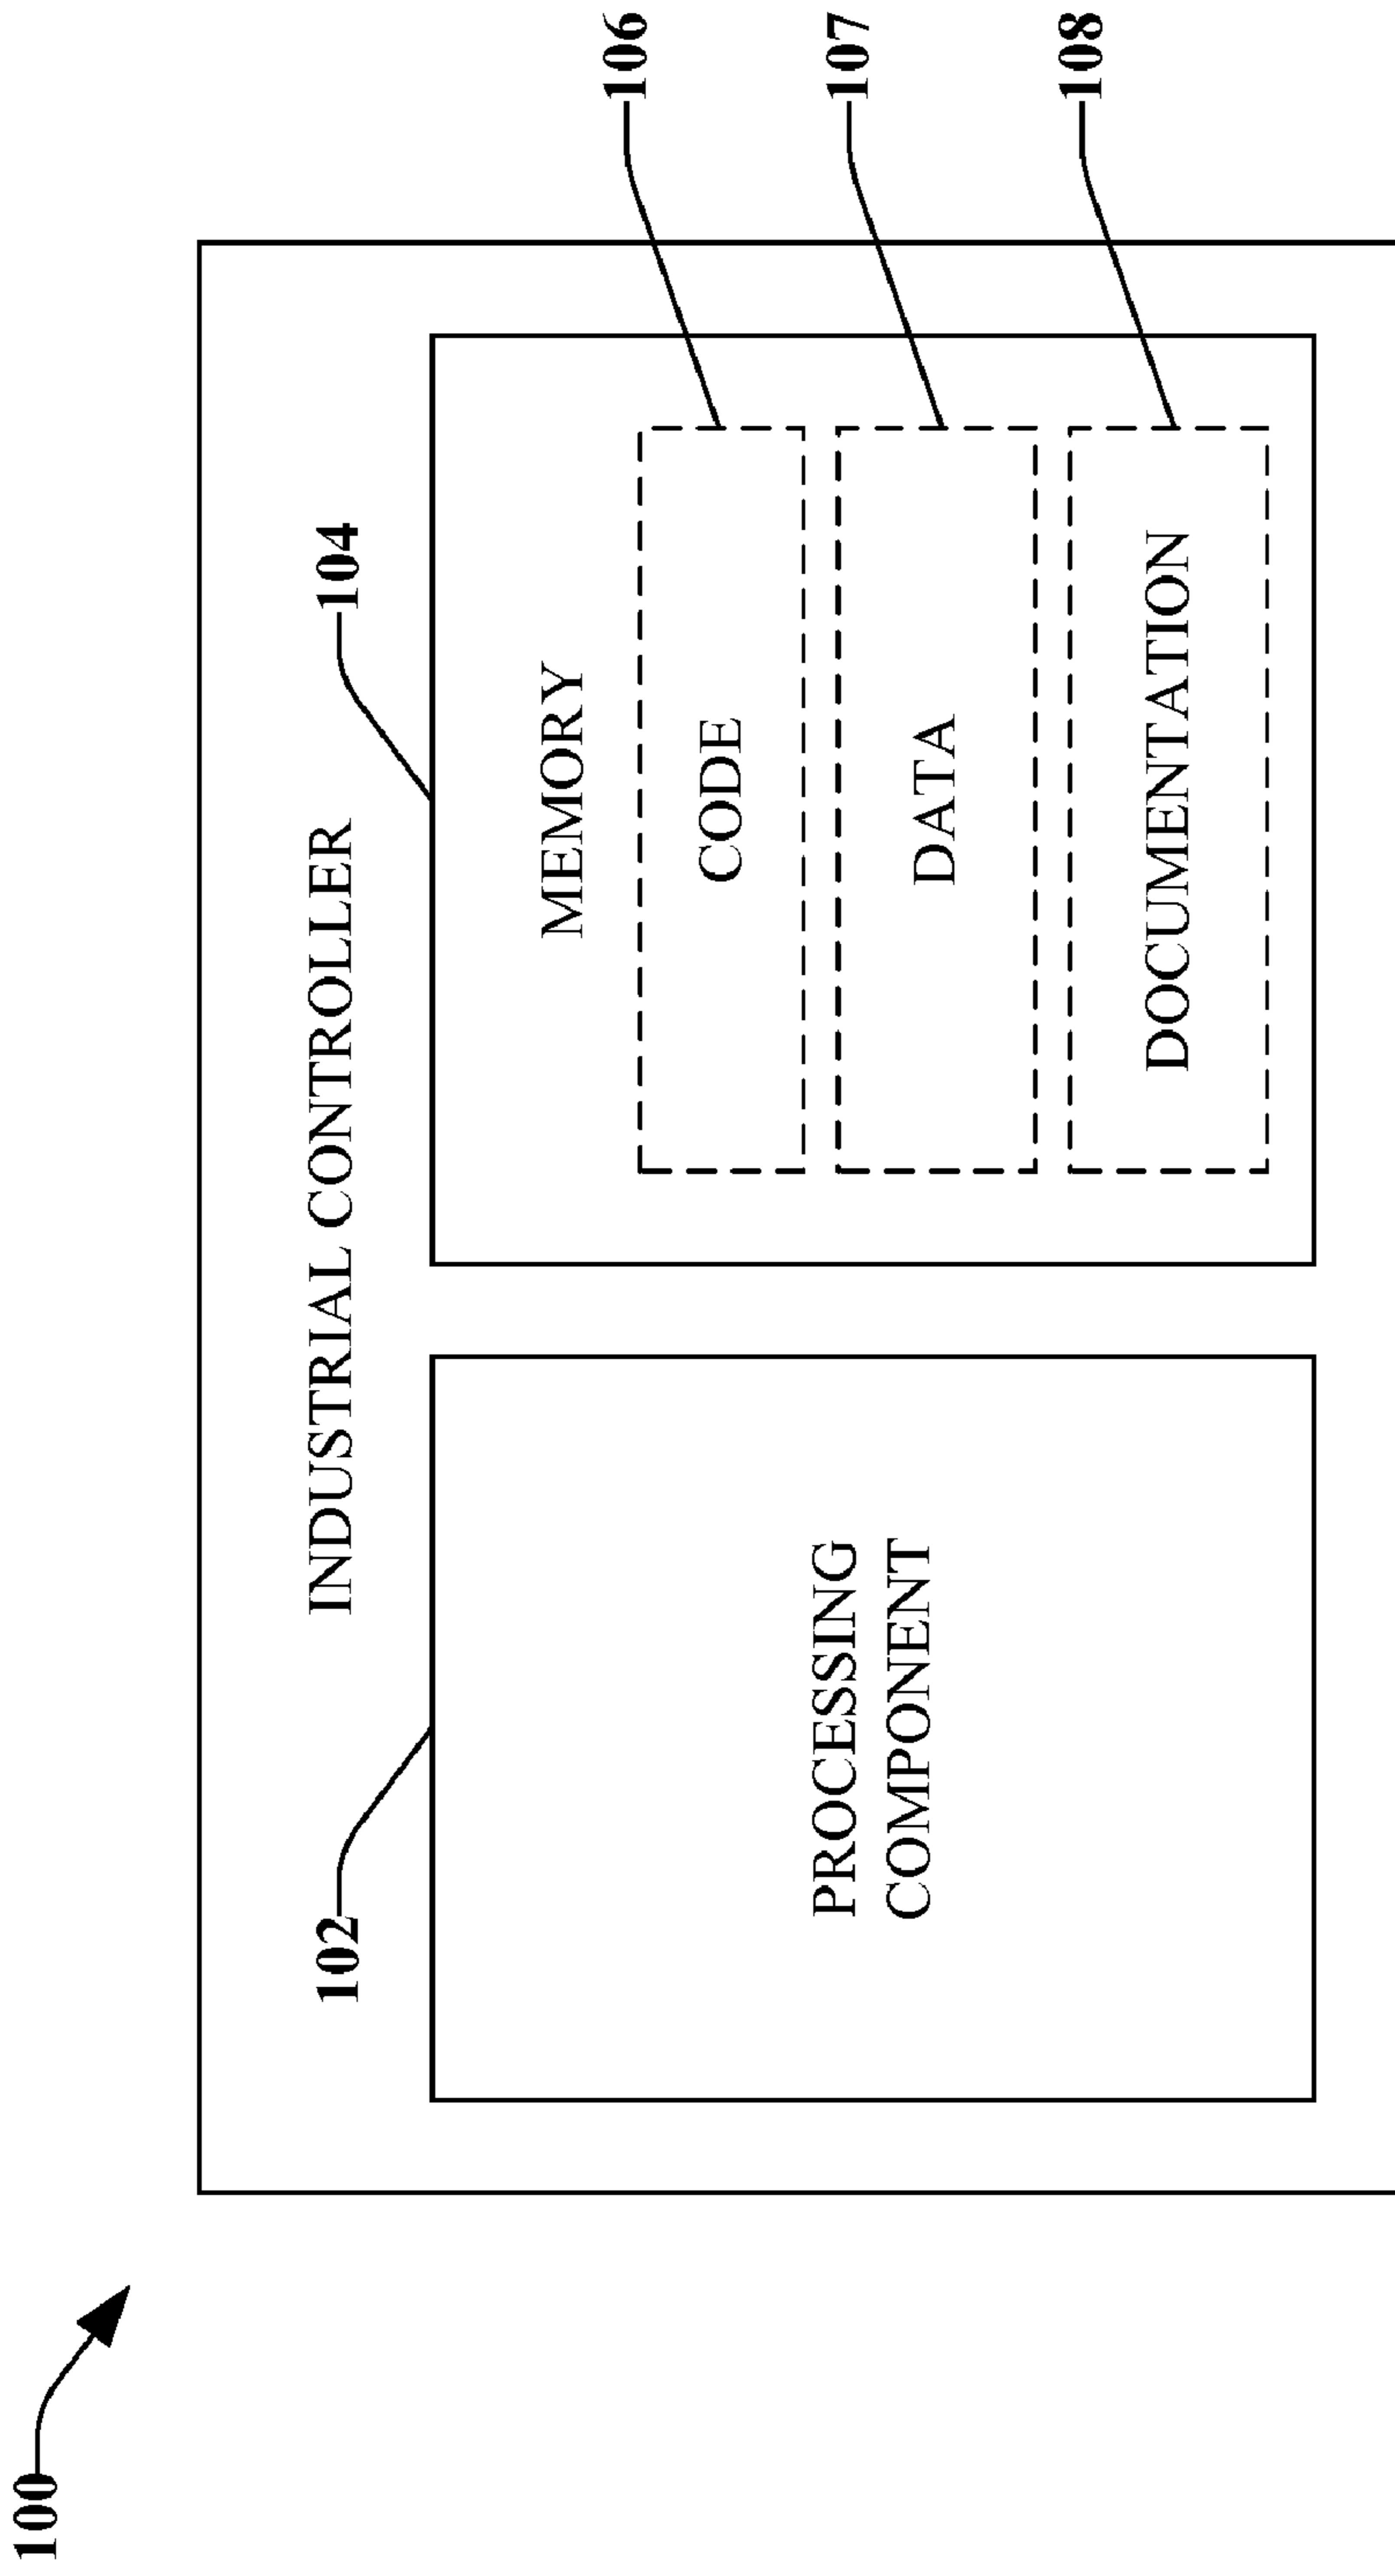 100
INDUSTRIAL CONTROLLER
102
104
PROCESSING
COMPONENT
MEMORY
CODE
106
DATA
107
DOCUMENTATION
108